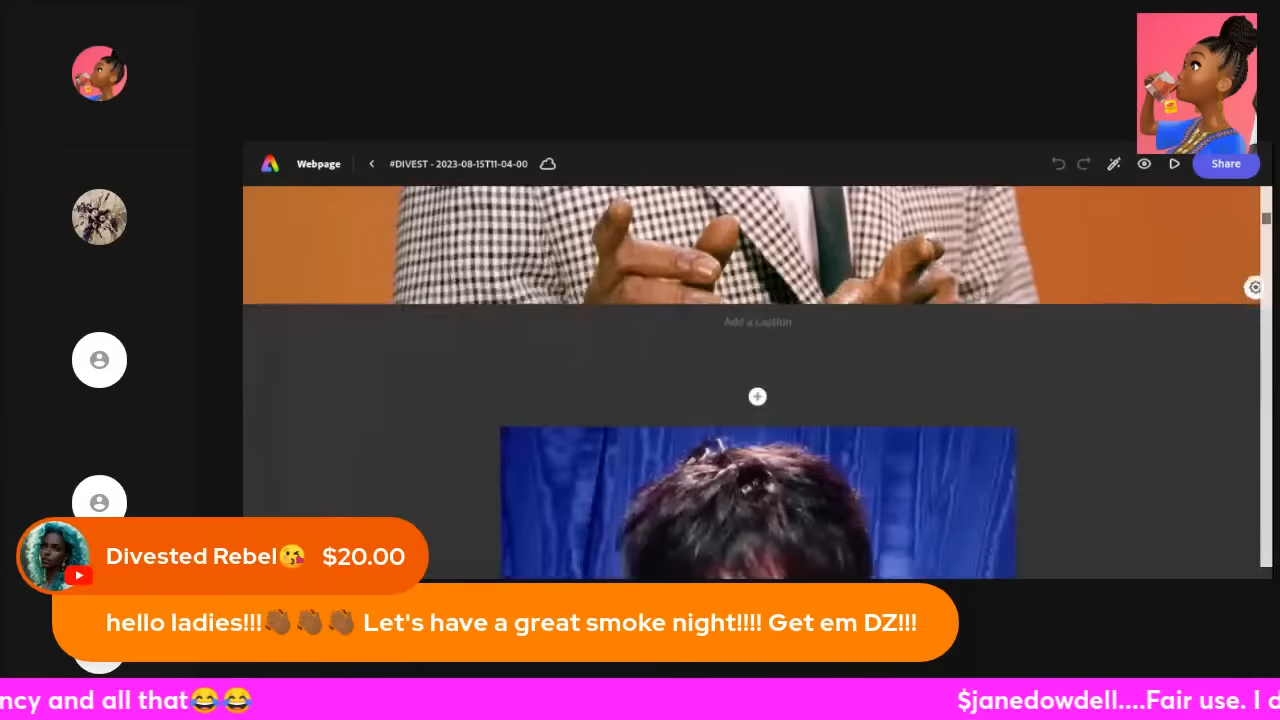 Webpage
#DIVEST - 2023-08-15T11-04-00
Share
Add a caption
Divested Rebel😘 $20.00
hello ladies!!!👏🏾👏🏾👏🏾 Let's have a great smoke night!!!! Get em DZ!!!
ncy and all that😂😂 $janedowdell....Fair use. I d